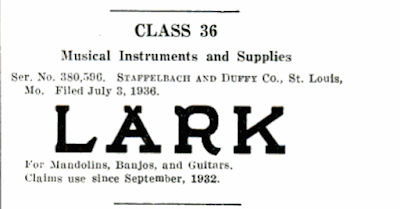 CLASS 36
Musical Instruments and Supplies
Ser. No. 380,596. STAFFELBACH AND DUFFY CO., St. Louis,
Mo. Filed July 3, 1936.
LARK
For Mandolins, Banjos, and Guitars.
Claims use since September, 1932.